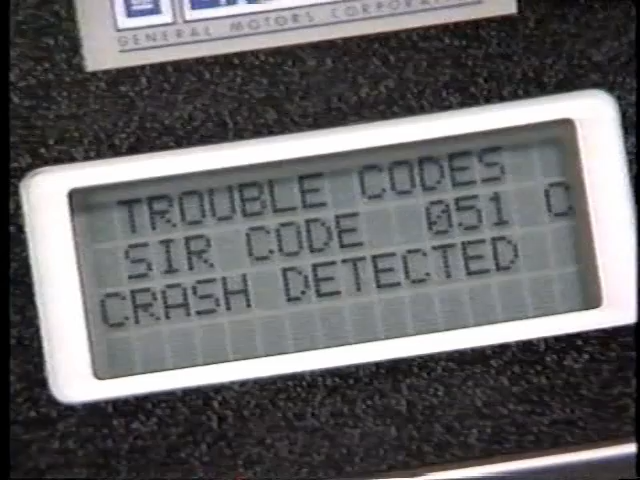 GENERAL MOTORS CORPORATION
TROUBLE CODES
SIR CODE 051 C
CRASH DETECTED